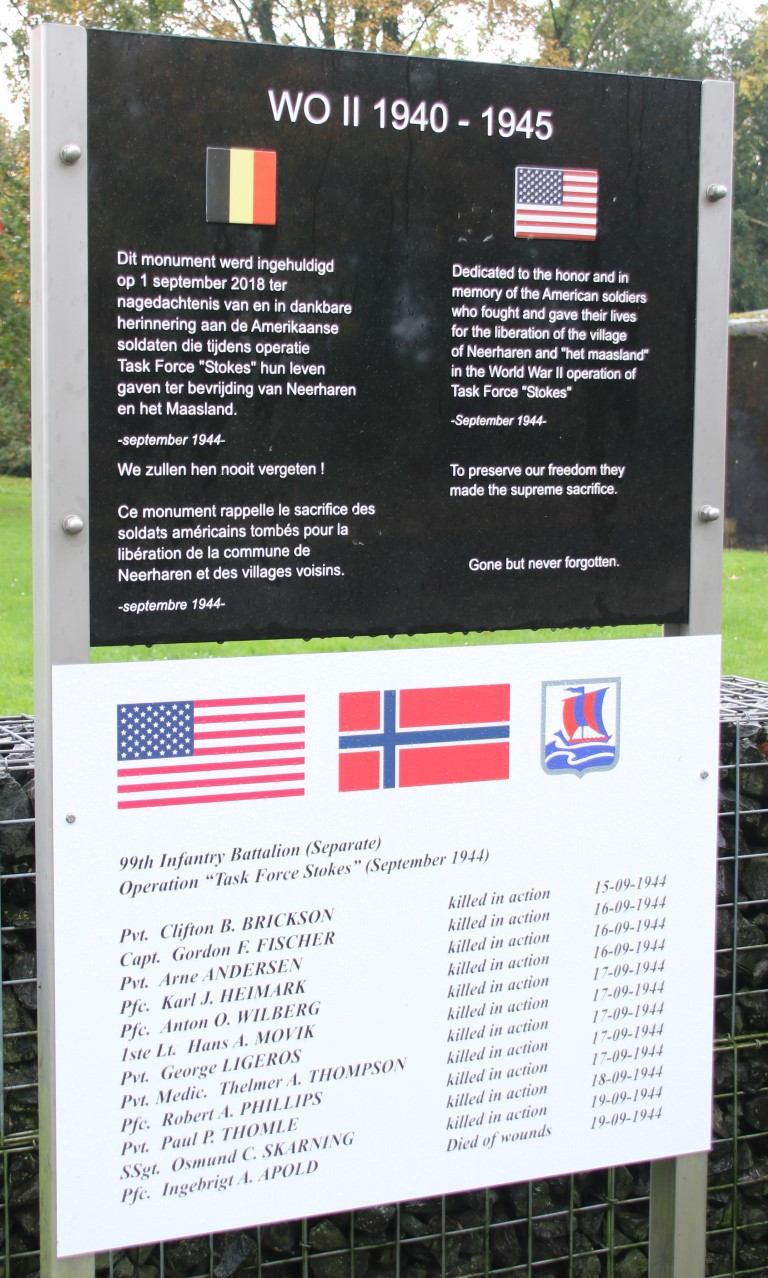 WO II 1940 - 1945
Dit monument werd ingehuldigd
op 1 september 2018 ter
nagedachtenis van en in dankbare
herinnering aan de Amerikaanse
soldaten die tijdens operatie
Task Force "Stokes" hun leven
gaven ter bevrijding van Neerharen
en het Maasland.
-september 1944-
We zullen hen nooit vergeten !
Ce monument rappelle le sacrifice des
soldats américains tombés pour la
libération de la commune de
Neerharen et des villages voisins.
-septembre 1944-
Dedicated to the honor and in
memory of the American soldiers
who fought and gave their lives
for the liberation of the village
of Neerharen and "het maasland"
in the World War II operation of
Task Force "Stokes"
-September 1944-
To preserve our freedom they
made the supreme sacrifice.
Gone but never forgotten.
99th Infantry Battalion (Separate)
Operation “Task Force Stokes” (September 1944)
Pvt. Clifton B. BRICKSON killed in action 15-09-1944
Capt. Gordon F. FISCHER killed in action 16-09-1944
Pvt. Arne ANDERSEN killed in action 16-09-1944
Pfc. Karl J. HEIMARK killed in action 16-09-1944
Pfc. Anton O. WILBERG killed in action 17-09-1944
1ste Lt. Hans A. MOVIK killed in action 17-09-1944
Pvt. George LIGEROS killed in action 17-09-1944
Pvt. Medic. Thelmer A. THOMPSON killed in action 17-09-1944
Pfc. Robert A. PHILLIPS killed in action 17-09-1944
Pvt. Paul P. THOMLE killed in action 18-09-1944
SSgt. Osmund C. SKARNING killed in action 19-09-1944
Pfc. Ingebrigt A. APOLD Died of wounds 19-09-1944